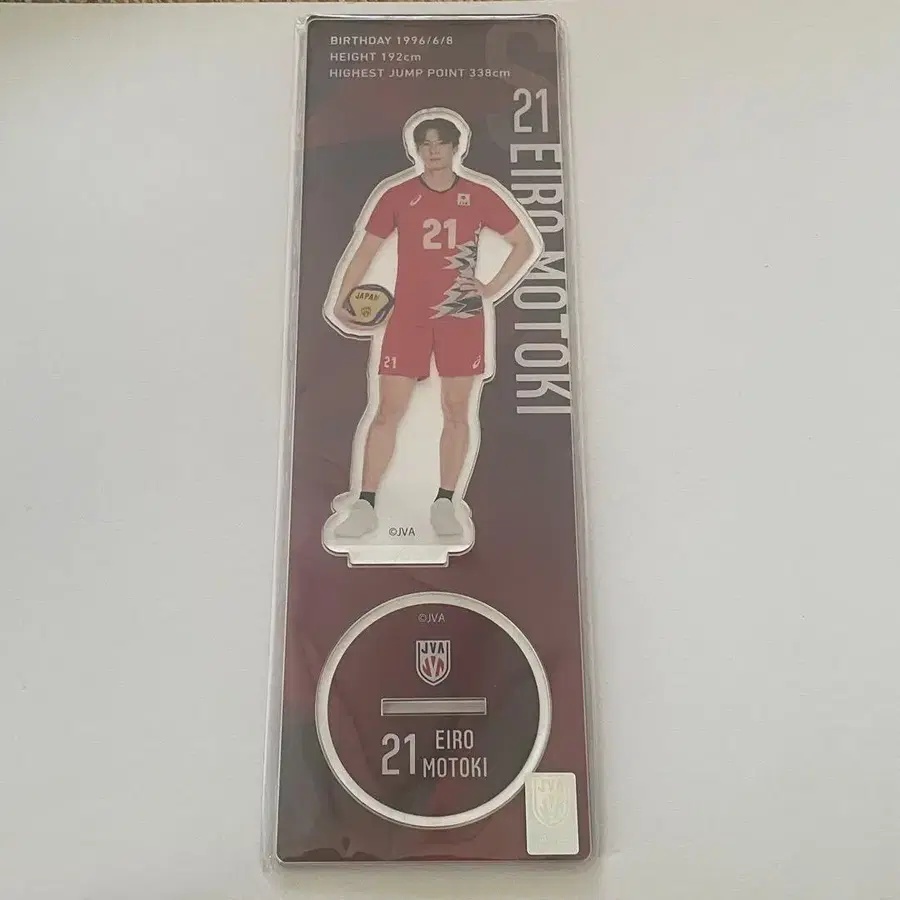 BIRTHDAY 1996/6/8
HEIGHT 192cm
HIGHEST JUMP POINT 338cm
21 EIRO MOTOKI
21
JAPAN
21
©JVA
©JVA
JVA
21 EIRO
MOTOKI
JVA